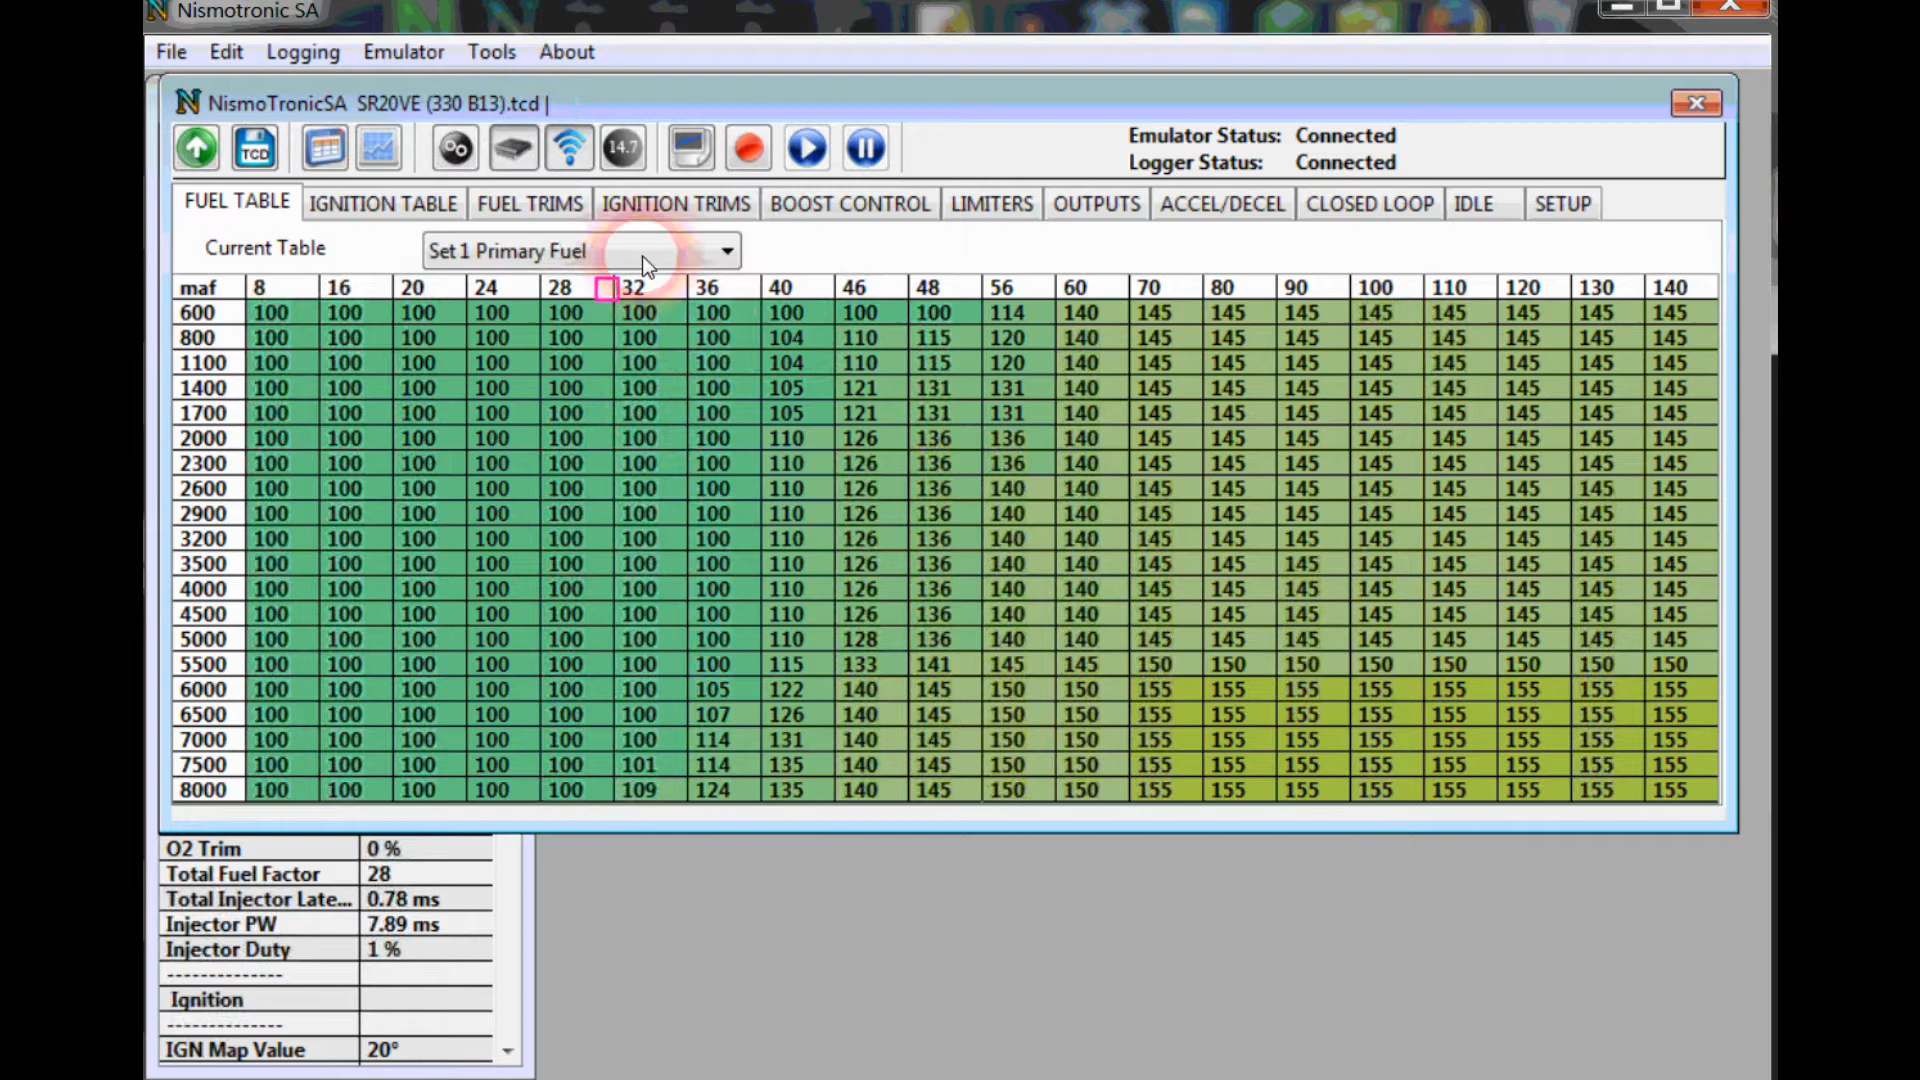 Nismotronic SA
File Edit Logging Emulator Tools About
NismoTronicSA SR20VE (330 B13).tcd |
TCD 14.7
Emulator Status: Connected
Logger Status: Connected
FUEL TABLE IGNITION TABLE FUEL TRIMS IGNITION TRIMS BOOST CONTROL LIMITERS OUTPUTS ACCEL/DECEL CLOSED LOOP IDLE SETUP
Current Table Set 1 Primary Fuel
maf 8 16 20 24 28 32 36 40 46 48 56 60 70 80 90 100 110 120 130 140
600 100 100 100 100 100 100 100 100 100 100 114 140 145 145 145 145 145 145 145 145
800 100 100 100 100 100 100 100 104 110 115 120 140 145 145 145 145 145 145 145 145
1100 100 100 100 100 100 100 100 104 110 115 120 140 145 145 145 145 145 145 145 145
1400 100 100 100 100 100 100 100 105 121 131 131 140 145 145 145 145 145 145 145 145
1700 100 100 100 100 100 100 100 105 121 131 131 140 145 145 145 145 145 145 145 145
2000 100 100 100 100 100 100 100 110 126 136 136 140 145 145 145 145 145 145 145 145
2300 100 100 100 100 100 100 100 110 126 136 136 140 145 145 145 145 145 145 145 145
2600 100 100 100 100 100 100 100 110 126 136 140 140 145 145 145 145 145 145 145 145
2900 100 100 100 100 100 100 100 110 126 136 140 140 145 145 145 145 145 145 145 145
3200 100 100 100 100 100 100 100 110 126 136 140 140 145 145 145 145 145 145 145 145
3500 100 100 100 100 100 100 100 110 126 136 140 140 145 145 145 145 145 145 145 145
4000 100 100 100 100 100 100 100 110 126 136 140 140 145 145 145 145 145 145 145 145
4500 100 100 100 100 100 100 100 110 126 136 140 140 145 145 145 145 145 145 145 145
5000 100 100 100 100 100 100 100 110 128 136 140 140 145 145 145 145 145 145 145 145
5500 100 100 100 100 100 100 100 115 133 141 145 145 150 150 150 150 150 150 150 150
6000 100 100 100 100 100 100 105 122 140 145 150 150 155 155 155 155 155 155 155 155
6500 100 100 100 100 100 100 107 126 140 145 150 150 155 155 155 155 155 155 155 155
7000 100 100 100 100 100 100 114 131 140 145 150 150 155 155 155 155 155 155 155 155
7500 100 100 100 100 100 101 114 135 140 145 150 150 155 155 155 155 155 155 155 155
8000 100 100 100 100 100 109 124 135 140 145 150 150 155 155 155 155 155 155 155 155
O2 Trim 0 %
Total Fuel Factor 28
Total Injector Late... 0.78 ms
Injector PW 7.89 ms
Injector Duty 1 %
--------------
Ignition
--------------
IGN Map Value 20°